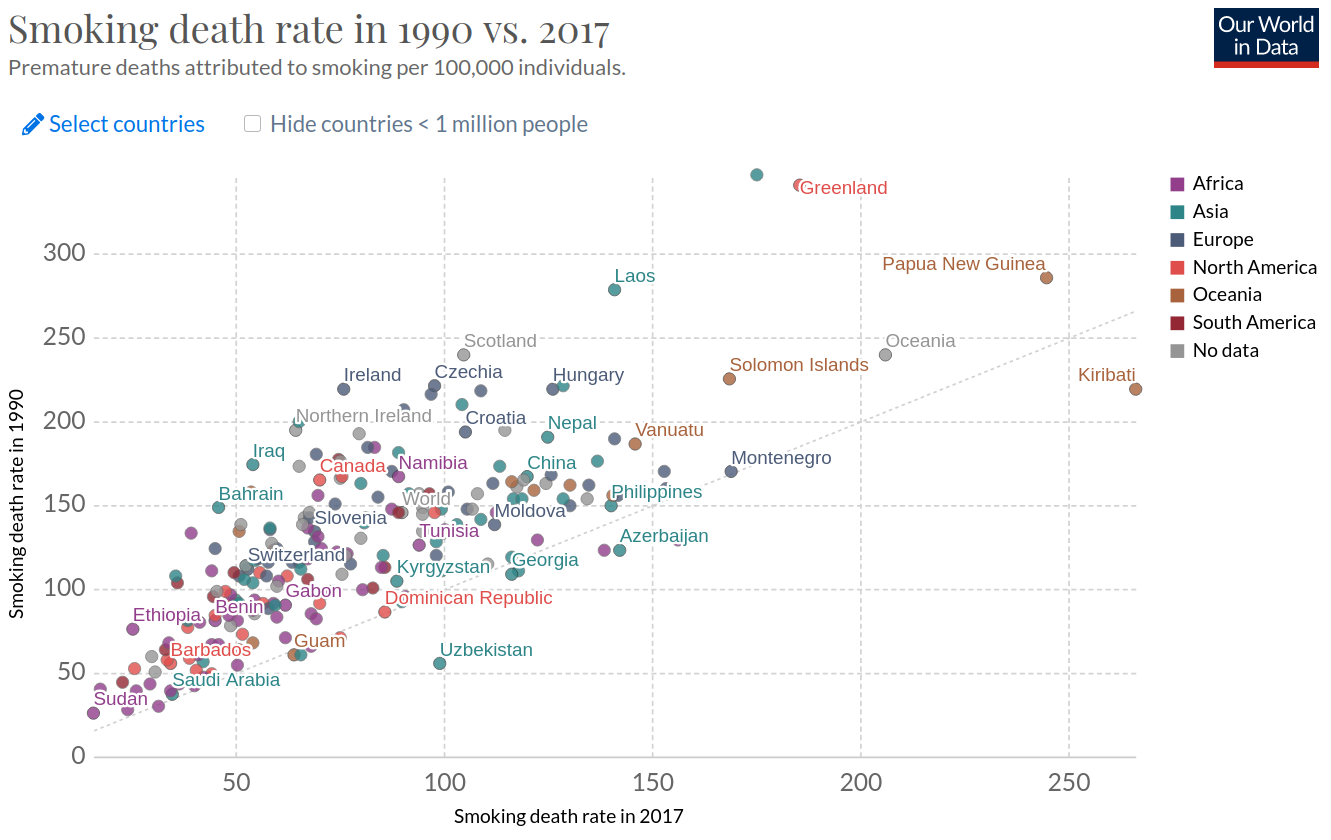 Smoking death rate in 1990 vs. 2017
Premature deaths attributed to smoking per 100,000 individuals.
Our World
in Data
Select countries
Hide countries < 1 million people
Africa
Asia
Europe
North America
Oceania
South America
No data
Smoking death rate in 1990
300
250
200
150
100
50
0
Greenland
Papua New Guinea
Laos
Scotland
Oceania
Solomon Islands
Ireland
Czechia
Hungary
Kiribati
Northern Ireland
Croatia
Nepal
Vanuatu
Iraq
Canada
Namibia
China
Montenegro
Bahrain
World
Philippines
Slovenia
Moldova
Tunisia
Azerbaijan
Switzerland
Kyrgyzstan
Georgia
Gabon
Dominican Republic
Ethiopia
Benin
Guam
Barbados
Uzbekistan
Saudi Arabia
Sudan
50
100
150
200
250
Smoking death rate in 2017